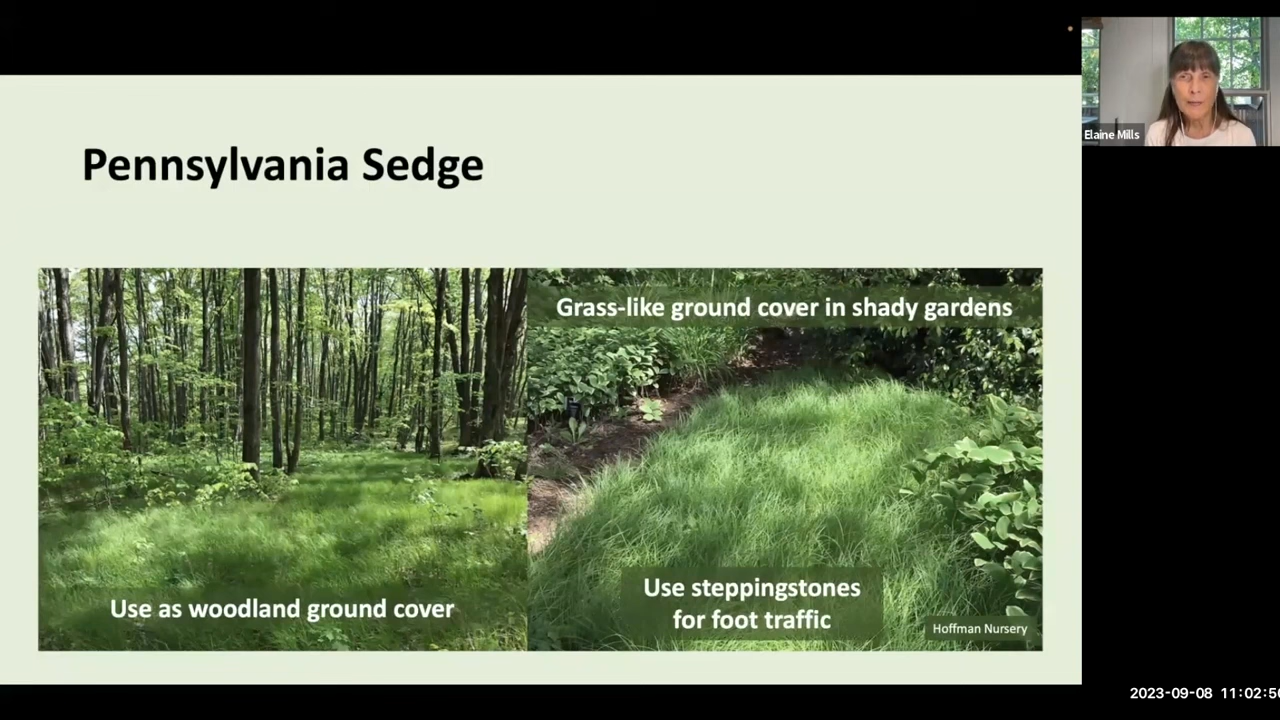 Elaine Mills
Pennsylvania Sedge
Grass-like ground cover in shady gardens
Use as woodland ground cover
Use steppingstones
for foot traffic
Hoffman Nursery
2023-09-08 11:02:5